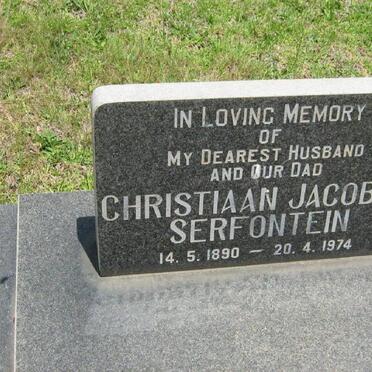 IN LOVING MEMORY
OF
MY DEAREST HUSBAND
AND OUR DAD
CHRISTIAAN JACOB
SERFONTEIN
14. 5. 1890 — 20. 4. 1974